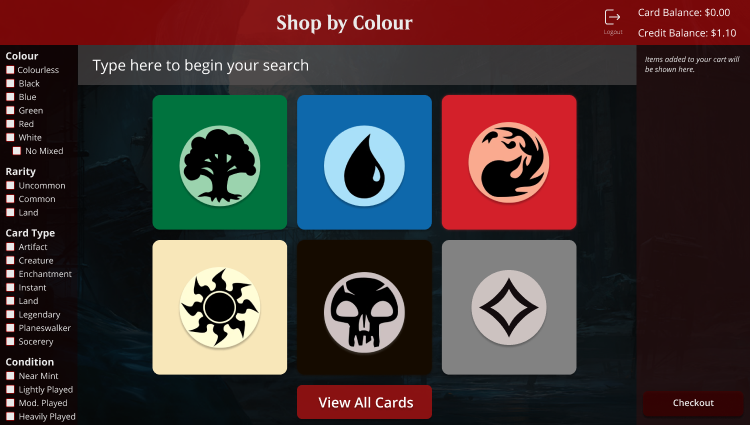 Shop by Colour
Logout
Card Balance: $0.00
Credit Balance: $1.10
Colour
Colourless
Black
Blue
Green
Red
White
No Mixed
Rarity
Uncommon
Common
Land
Card Type
Artifact
Creature
Enchantment
Instant
Land
Legendary
Planeswalker
Socerery
Condition
Near Mint
Lightly Played
Mod. Played
Heavily Played
Type here to begin your search
View All Cards
Items added to your cart will
be shown here.
Checkout